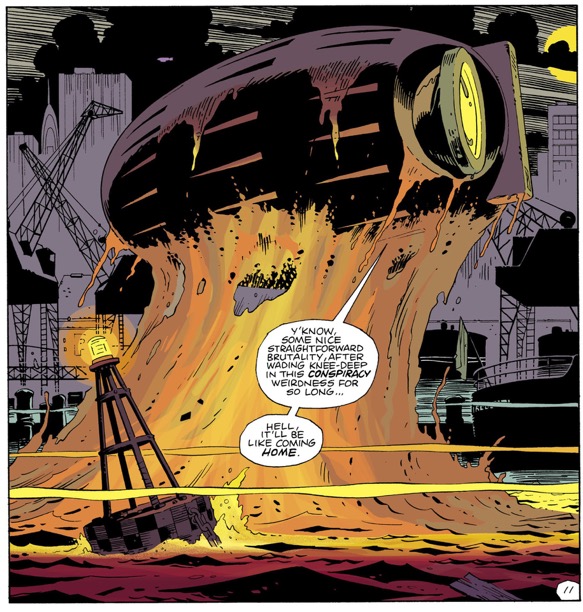 Y'KNOW,
SOME NICE
STRAIGHTFORWARD
BRUTALITY, AFTER
WADING KNEE-DEEP
IN THIS CONSPIRACY
WEIRDNESS FOR
SO LONG...
HELL,
IT'LL BE
LIKE COMING
HOME.
11